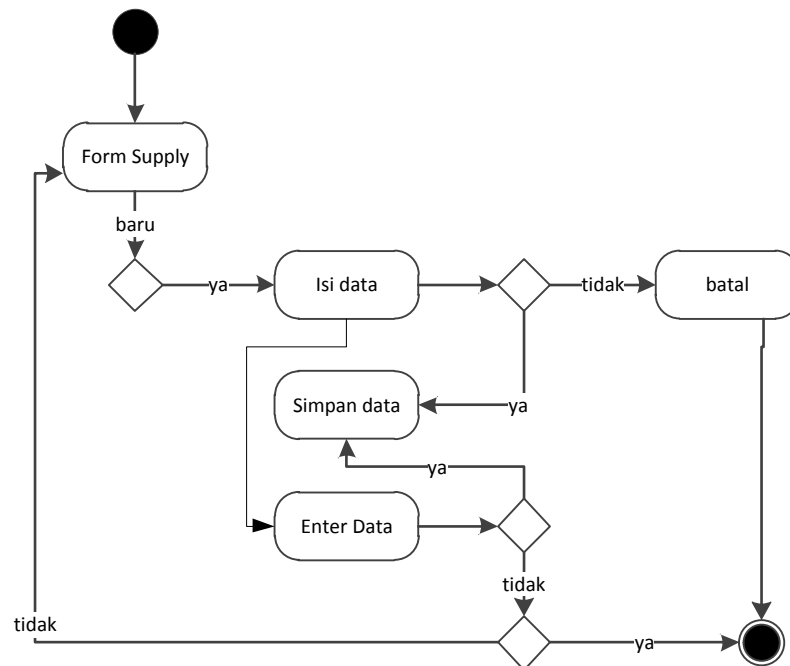 Form Supply
baru
ya
Isi data
tidak
batal
Simpan data
ya
ya
Enter Data
tidak
tidak
ya